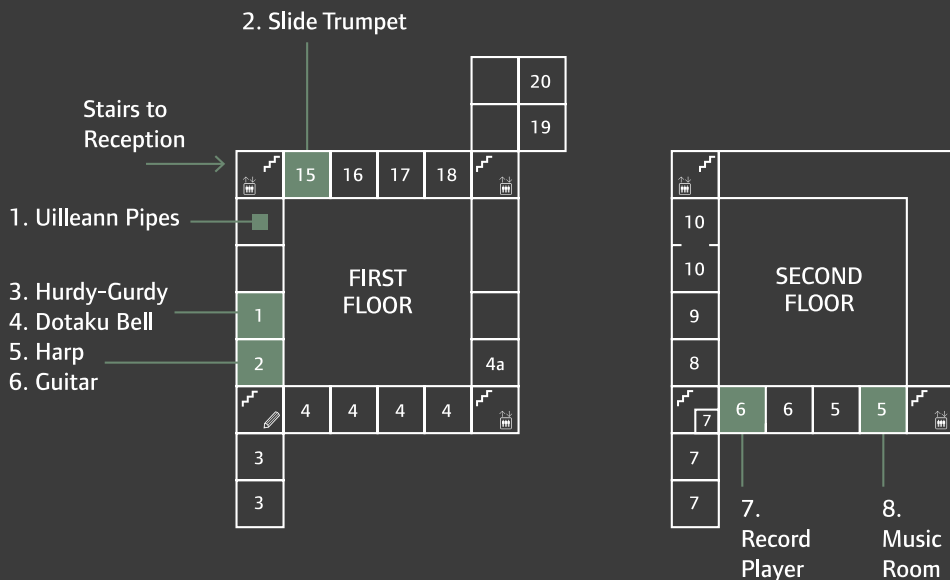 2. Slide Trumpet
20
Stairs to
Reception
19
15 16 17 18
1. Uilleann Pipes
10
10
FIRST
FLOOR
SECOND
FLOOR
3. Hurdy-Gurdy
4. Dotaku Bell
5. Harp
6. Guitar
1
9
2
4a
8
4 4 4 4
7 6 6 5 5
3
7
3
7
7.
Record
Player
8.
Music
Room